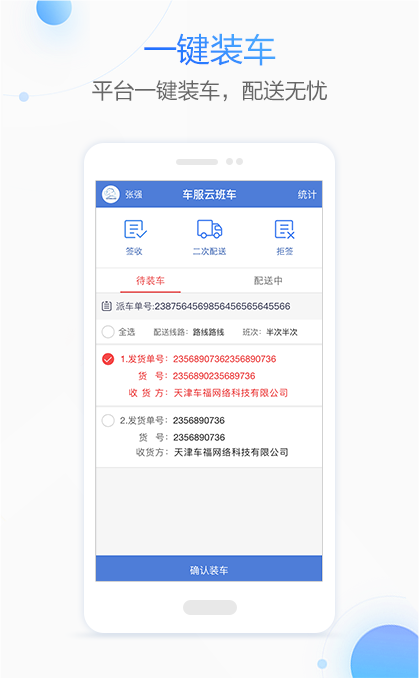 一键装车
平台一键装车，配送无忧
张强 车服云班车 统计
签收 二次配送 拒签
待装车 配送中
派车单号:2387564569856456565645566
全选 配送线路：路线路线 班次：半次半次
1.发货单号：23568907362356890736
货 号：2356890235689736
收 货 方：天津车福网络科技有限公司
2.发货单号：2356890736
货 号：2356890736
收货方：天津车福网络科技有限公司
确认装车